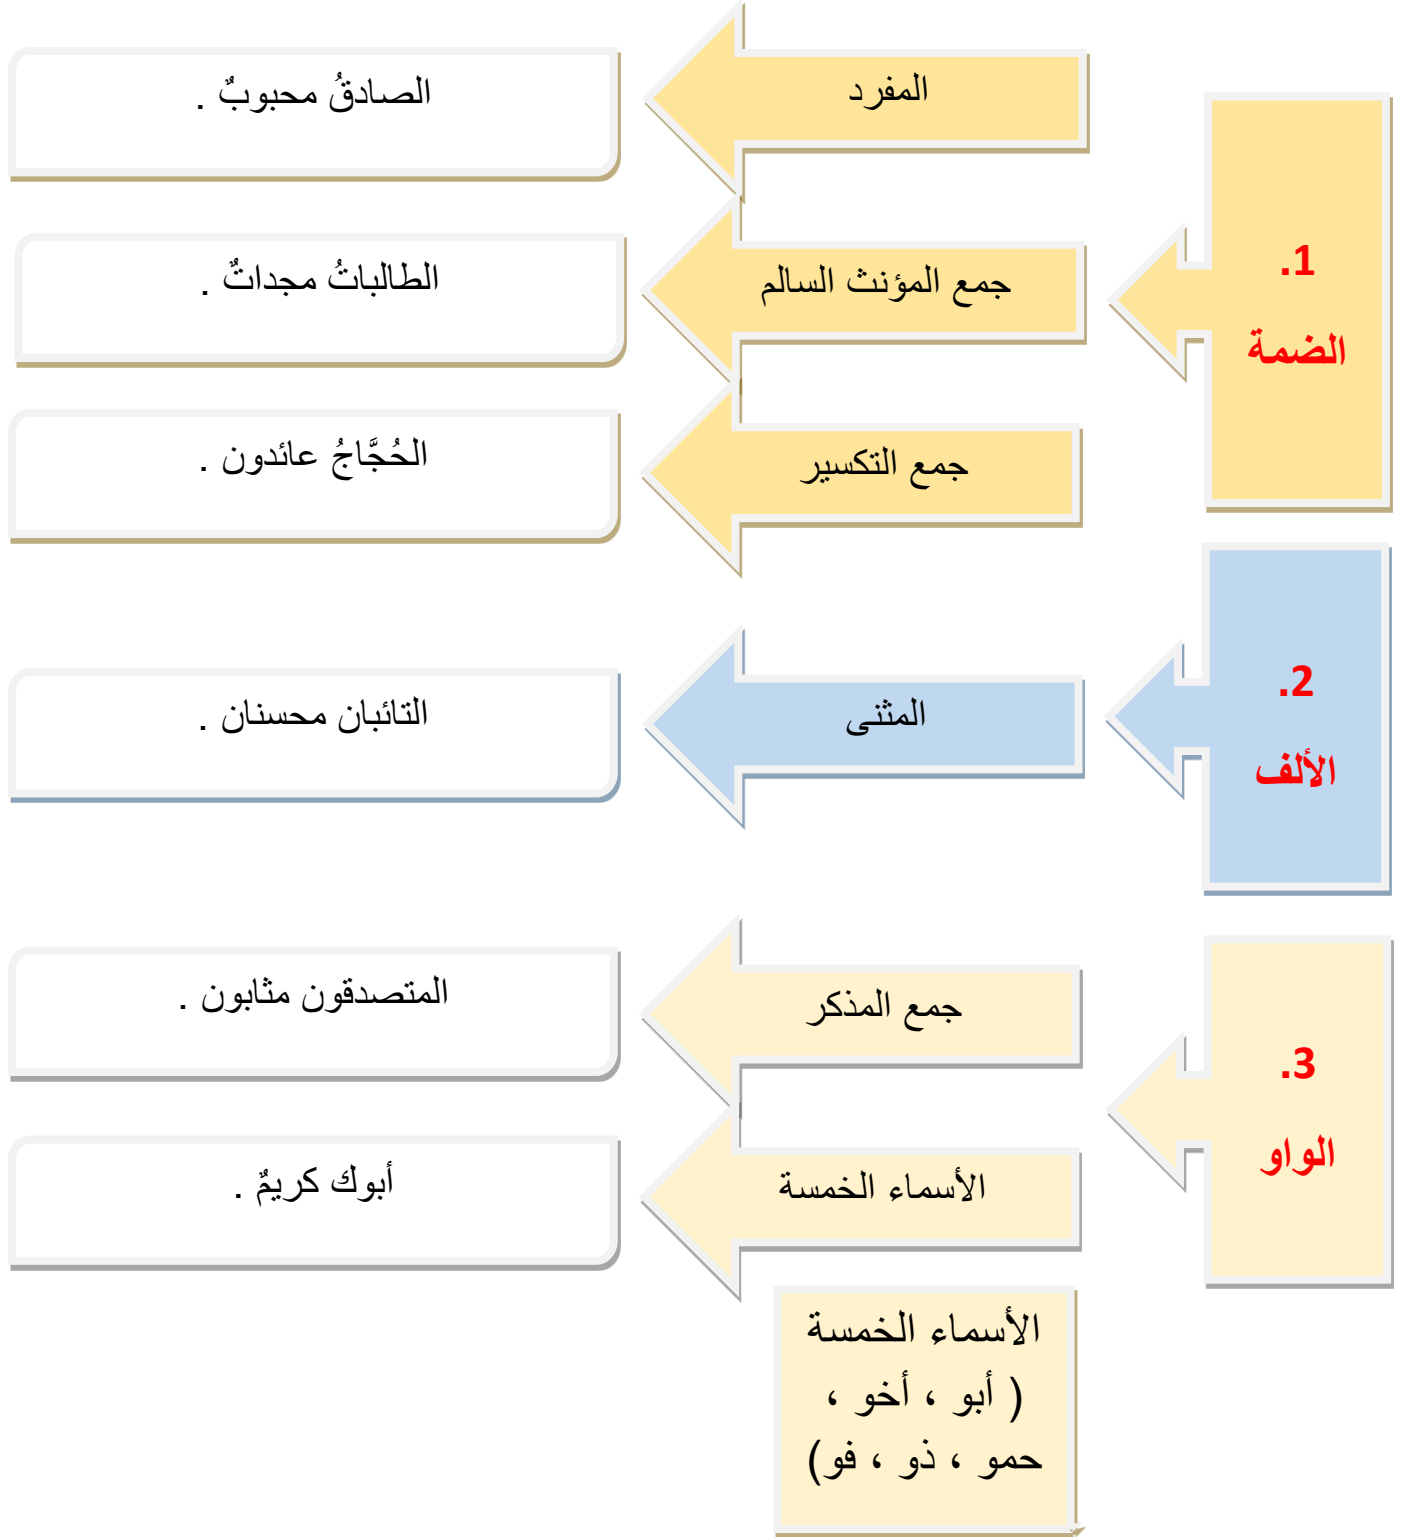 1.
الضمة
المفرد
الصادقُ محبوبٌ .
جمع المؤنث السالم
الطالباتُ مجداتٌ .
جمع التكسير
الحُجَّاجُ عائدون .
2.
الألف
المثنى
التائبان محسنان .
3.
الواو
جمع المذكر
المتصدقون مثابون .
الأسماء الخمسة
أبوك كريمٌ .
الأسماء الخمسة
( أبو ، أخو ،
حمو ، ذو ، فو)